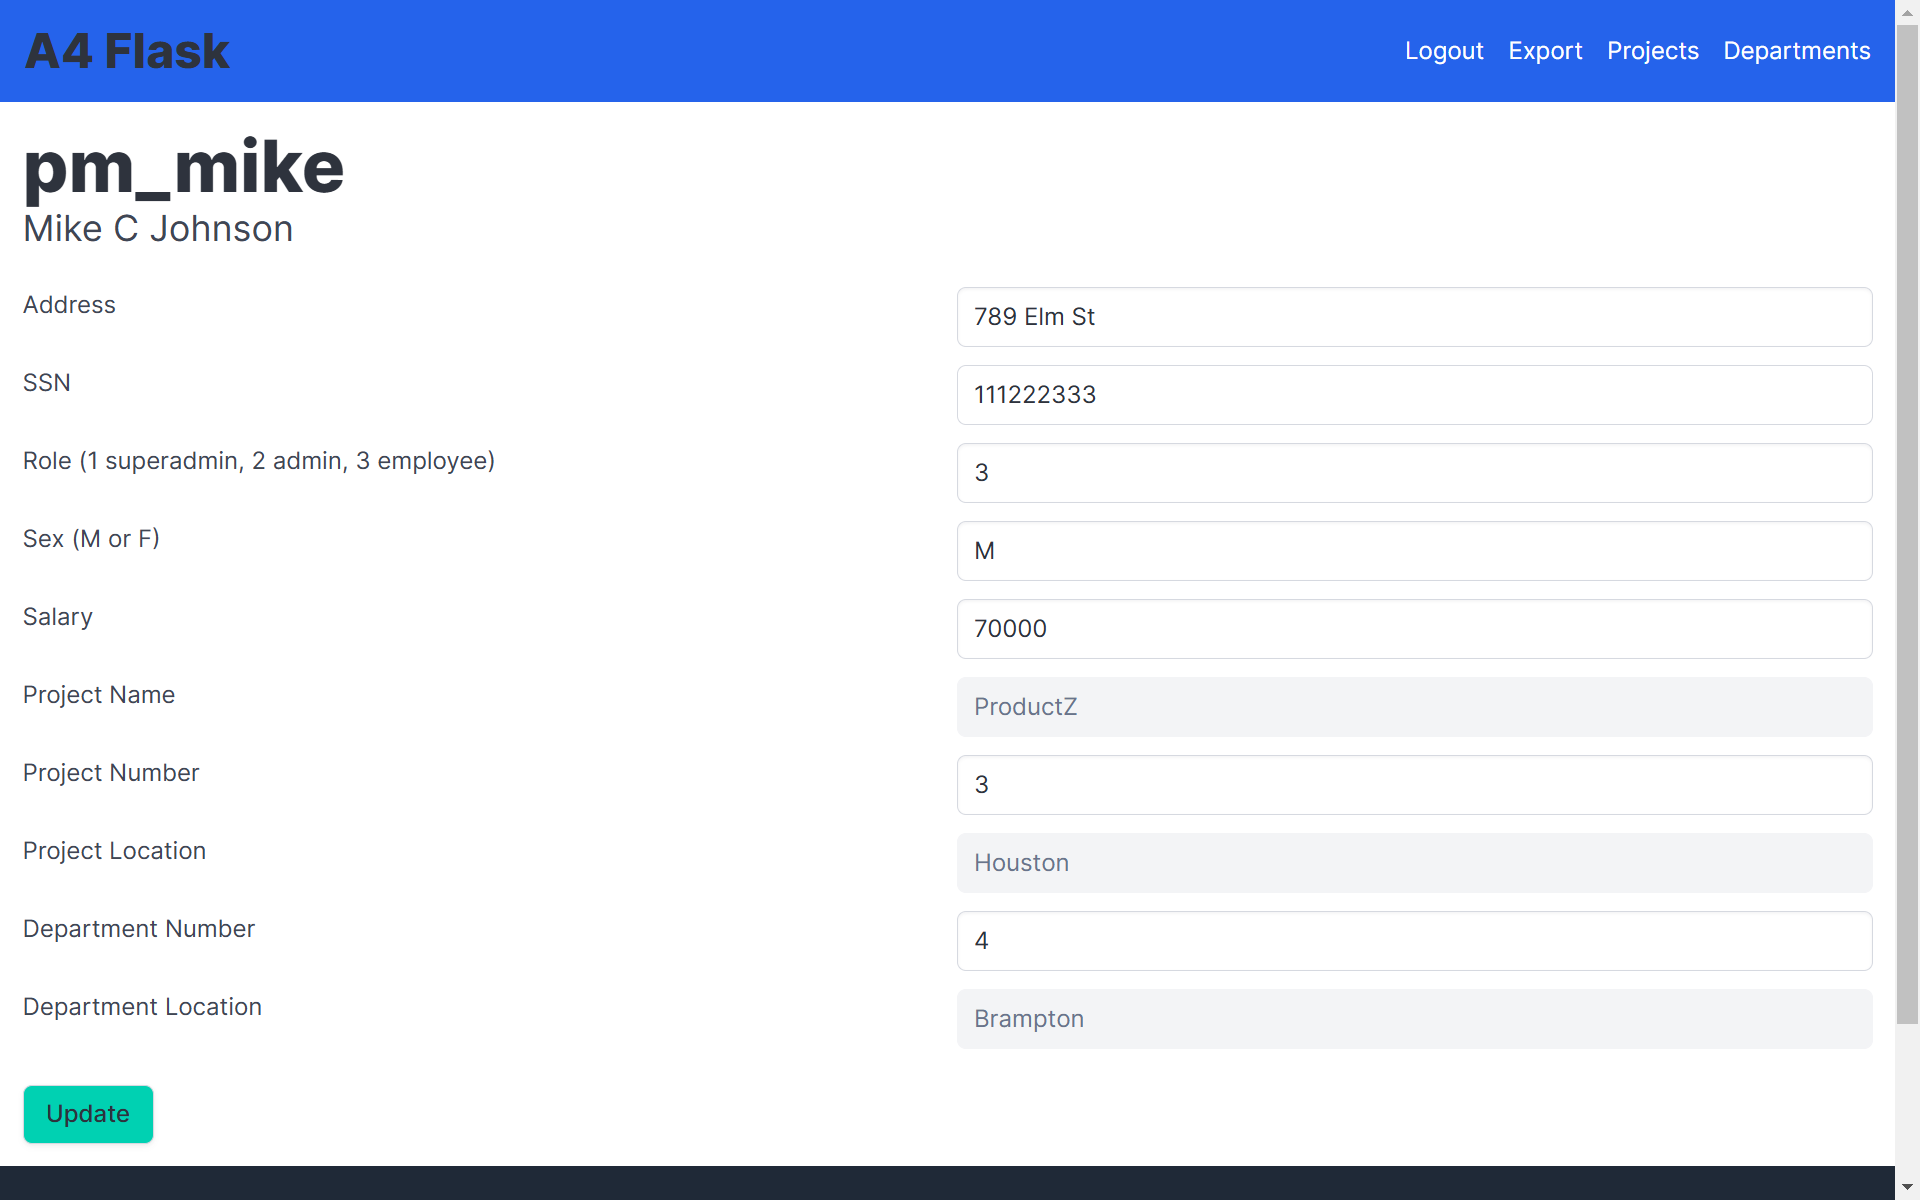 A4 Flask
Logout Export Projects Departments
pm_mike
Mike C Johnson
Address
789 Elm St
SSN
111222333
Role (1 superadmin, 2 admin, 3 employee)
3
Sex (M or F)
M
Salary
70000
Project Name
ProductZ
Project Number
3
Project Location
Houston
Department Number
4
Department Location
Brampton
Update